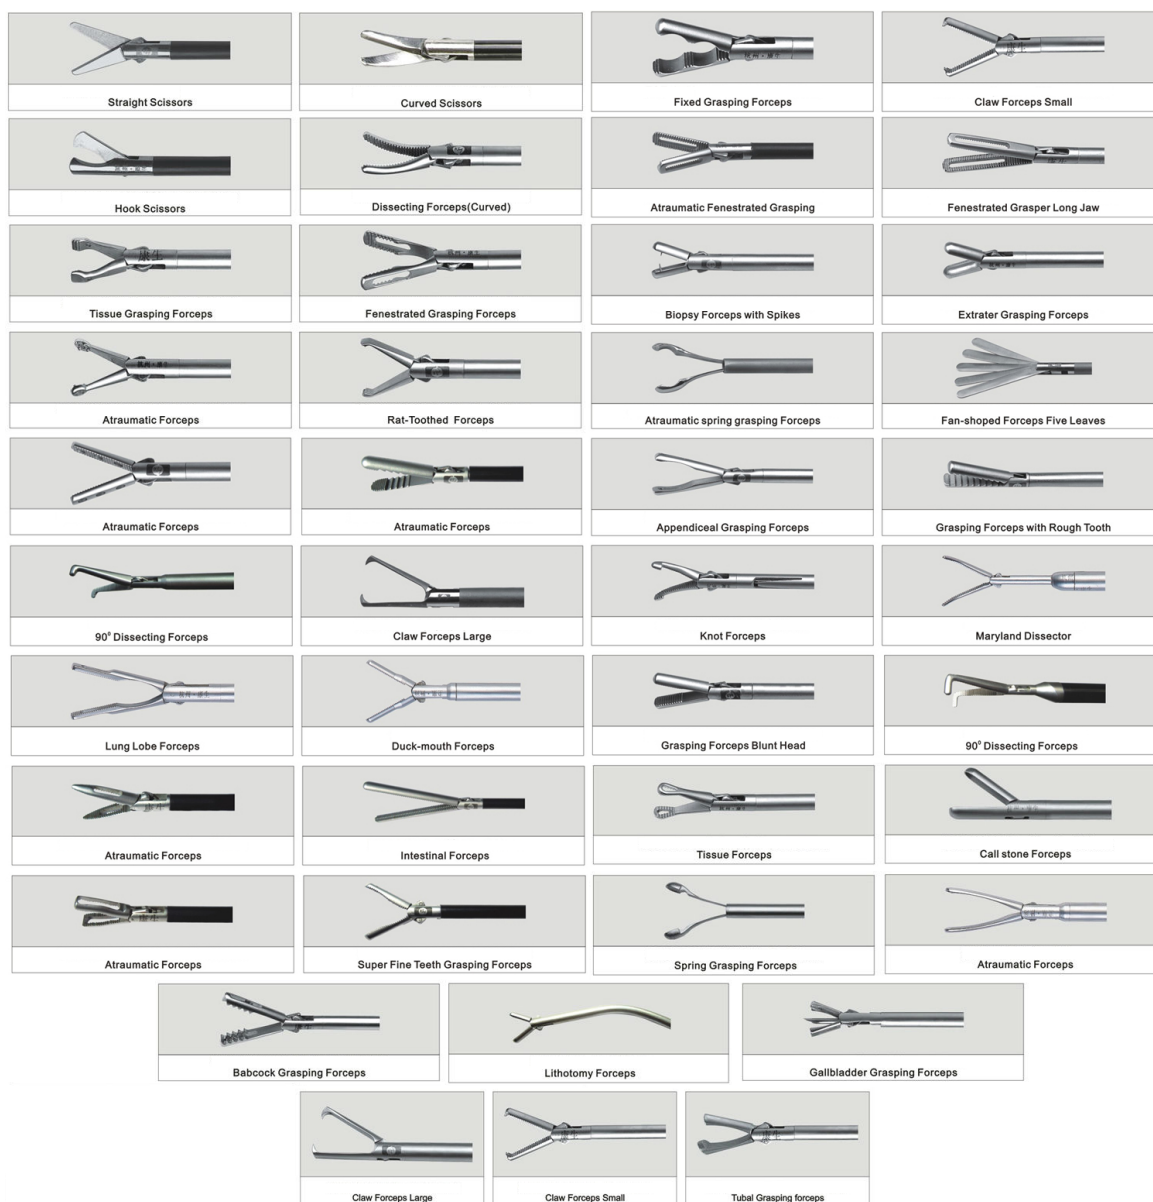 Straight Scissors
Curved Scissors
Fixed Grasping Forceps
Claw Forceps Small
Hook Scissors
Dissecting Forceps(Curved)
Atraumatic Fenestrated Grasping
Fenestrated Grasper Long Jaw
康生
Tissue Grasping Forceps
Fenestrated Grasping Forceps
Biopsy Forceps with Spikes
Extrater Grasping Forceps
Atraumatic Forceps
Rat-Toothed Forceps
Atraumatic spring grasping Forceps
Fan-shoped Forceps Five Leaves
Atraumatic Forceps
Atraumatic Forceps
Appendiceal Grasping Forceps
Grasping Forceps with Rough Tooth
90° Dissecting Forceps
Claw Forceps Large
Knot Forceps
Maryland Dissector
Lung Lobe Forceps
Duck-mouth Forceps
Grasping Forceps Blunt Head
90° Dissecting Forceps
Atraumatic Forceps
Intestinal Forceps
Tissue Forceps
Call stone Forceps
Atraumatic Forceps
Super Fine Teeth Grasping Forceps
Spring Grasping Forceps
Atraumatic Forceps
Babcock Grasping Forceps
Lithotomy Forceps
Gallbladder Grasping Forceps
Claw Forceps Large
Claw Forceps Small
Tubal Grasping forceps